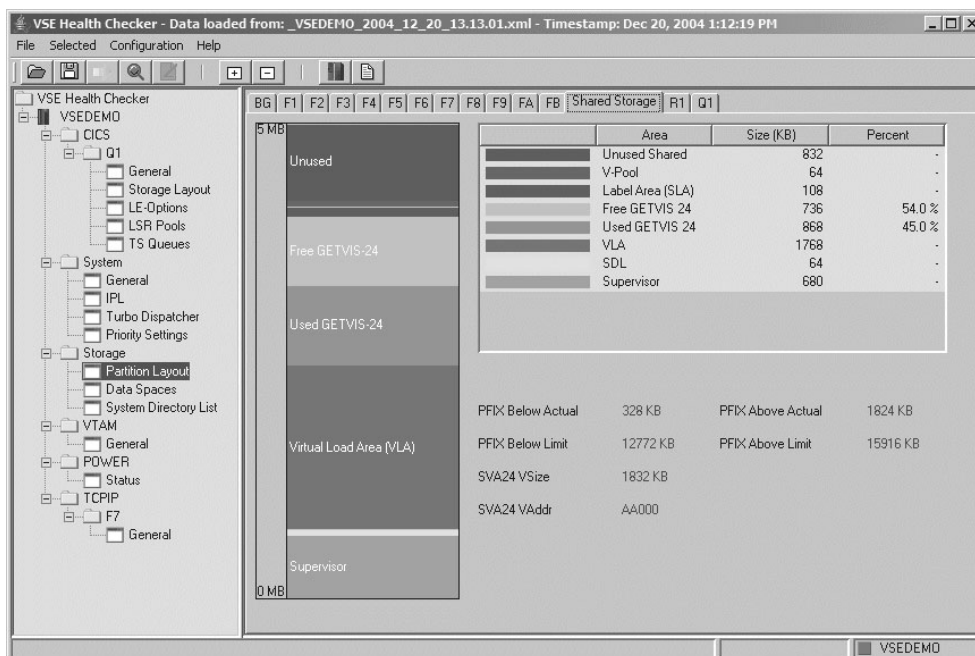 VSE Health Checker - Data loaded from: _VSEDEMO_2004_12_20_13.13.01.xml - Timestamp: Dec 20, 2004 1:12:19 PM
File Selected Configuration Help
VSE Health Checker
VSEDEMO
CICS
Q1
General
Storage Layout
LE-Options
LSR Pools
TS Queues
System
General
IPL
Turbo Dispatcher
Priority Settings
Storage
Partition Layout
Data Spaces
System Directory List
VTAM
General
POWER
Status
TCPIP
F7
General
BG F1 F2 F3 F4 F5 F6 F7 F8 F9 FA FB Shared Storage R1 Q1
5 MB
Unused
Free GETVIS-24
Used GETVIS-24
Virtual Load Area (VLA)
Supervisor
0 MB
Area Size (KB) Percent
Unused Shared 832 -
V-Pool 64 -
Label Area (SLA) 108 -
Free GETVIS 24 736 54.0 %
Used GETVIS 24 868 45.0 %
VLA 1768 -
SDL 64 -
Supervisor 680 -
PFIX Below Actual 328 KB PFIX Above Actual 1824 KB
PFIX Below Limit 12772 KB PFIX Above Limit 15916 KB
SVA24 VSize 1832 KB
SVA24 VAddr AA000
VSEDEMO